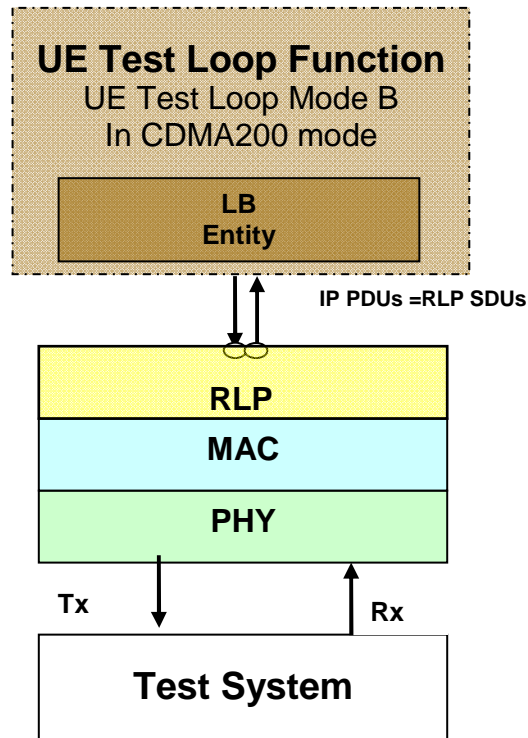 UE Test Loop Function
UE Test Loop Mode B
In CDMA200 mode
LB
Entity
IP PDUs =RLP SDUs
RLP
MAC
PHY
Tx
Rx
Test System